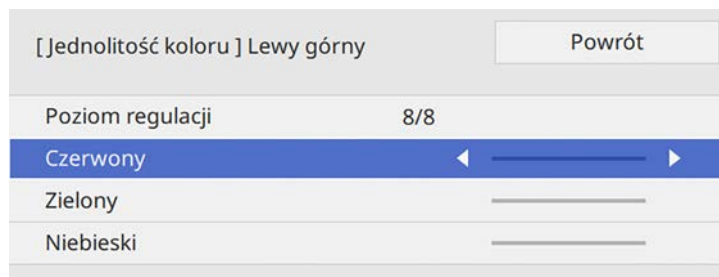 [ Jednolitość koloru ] Lewy górny
Powrót
Poziom regulacji 8/8
Czerwony
Zielony
Niebieski